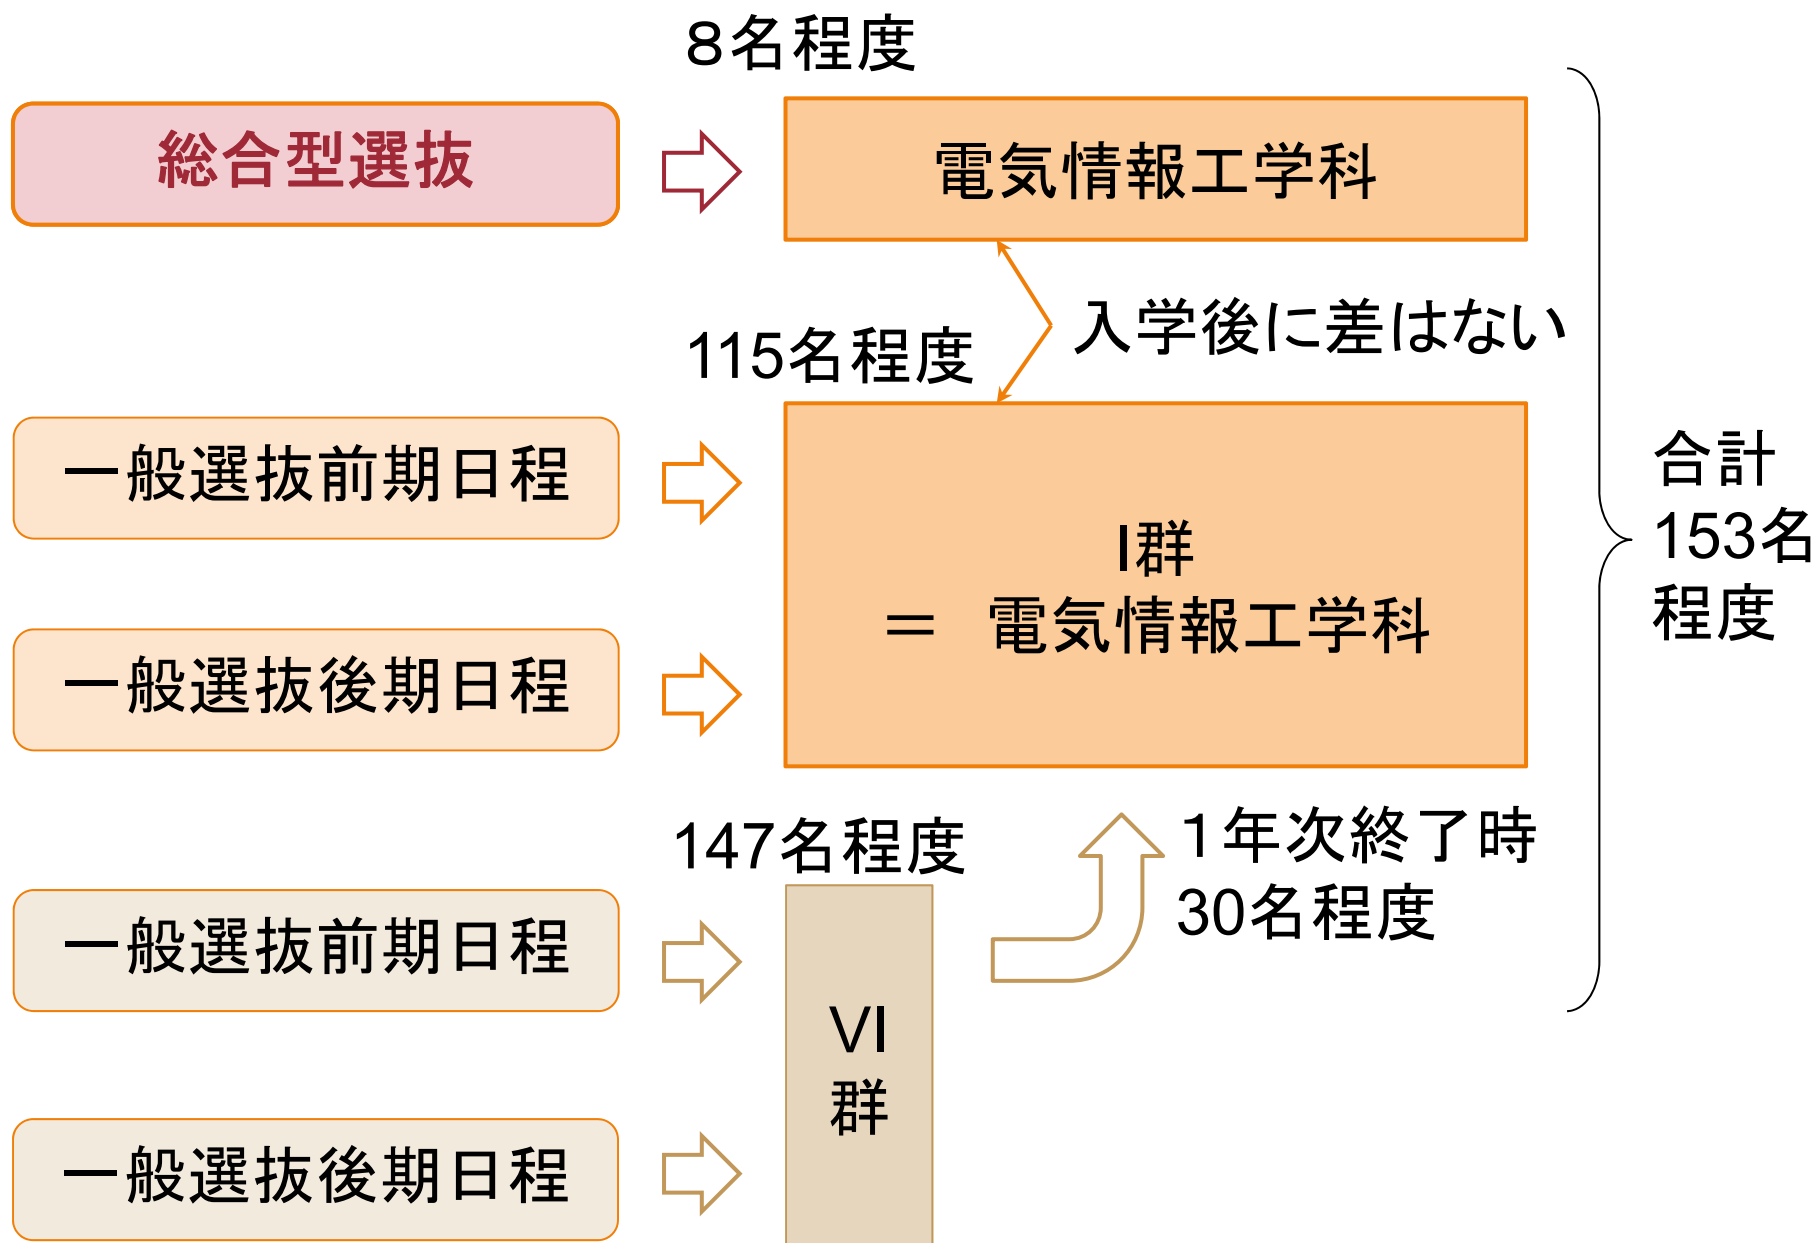 ８名程度
総合型選抜
電気情報工学科
入学後に差はない
115名程度
一般選抜前期日程
I群
＝ 電気情報工学科
一般選抜後期日程
合計
153名
程度
147名程度
１年次終了時
30名程度
一般選抜前期日程
VI
群
一般選抜後期日程